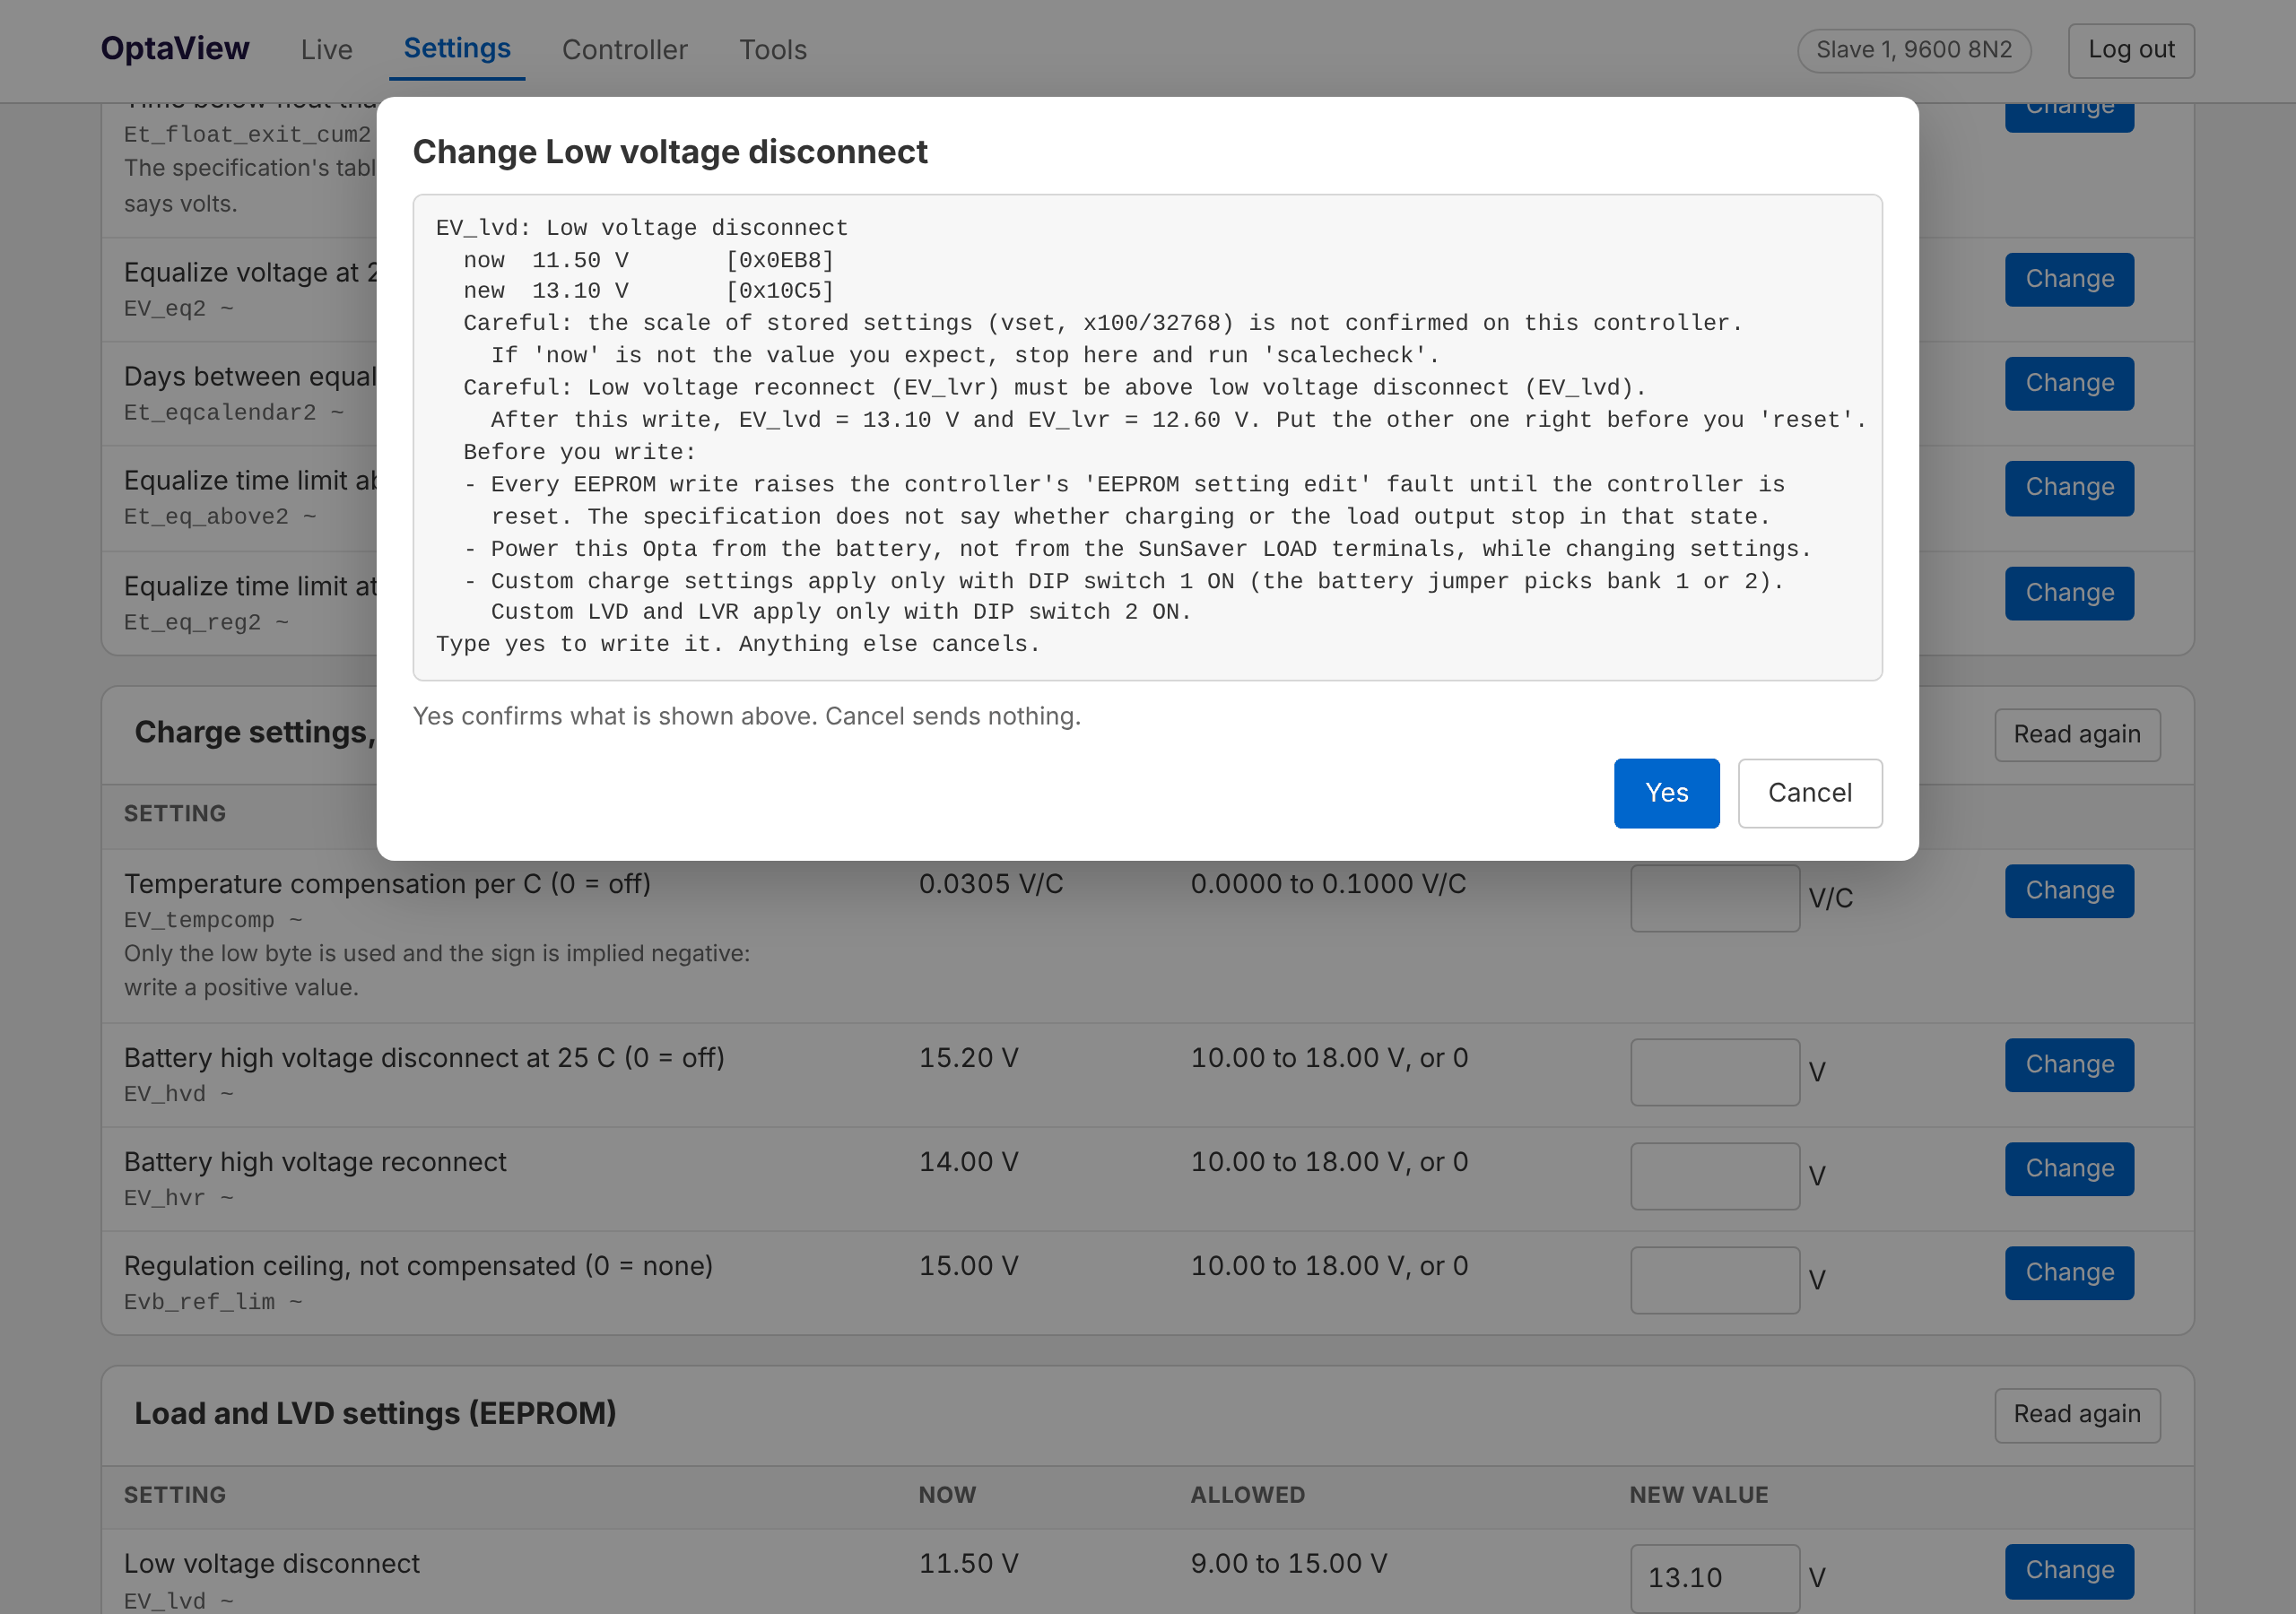 OptaView Live Settings Controller Tools Slave 1, 9600 8N2 Log out
Change Low voltage disconnect
EV_lvd: Low voltage disconnect
now 11.50 V [0x0EB8]
new 13.10 V [0x10C5]
Careful: the scale of stored settings (vset, x100/32768) is not confirmed on this controller.
If 'now' is not the value you expect, stop here and run 'scalecheck'.
Careful: Low voltage reconnect (EV_lvr) must be above low voltage disconnect (EV_lvd).
After this write, EV_lvd = 13.10 V and EV_lvr = 12.60 V. Put the other one right before you 'reset'.
Before you write:
- Every EEPROM write raises the controller's 'EEPROM setting edit' fault until the controller is
reset. The specification does not say whether charging or the load output stop in that state.
- Power this Opta from the battery, not from the SunSaver LOAD terminals, while changing settings.
- Custom charge settings apply only with DIP switch 1 ON (the battery jumper picks bank 1 or 2).
Custom LVD and LVR apply only with DIP switch 2 ON.
Type yes to write it. Anything else cancels.
Yes confirms what is shown above. Cancel sends nothing.
Yes Cancel
Change
Et_float_exit_cum2
The specification's
says volts.
Equalize voltage at
EV_eq2 ~
Change
Days between
Et_eqcalendar2 ~
Change
Equalize time limit
Et_eq_above2 ~
Change
Equalize time limit at
Et_eq_reg2 ~
Change
Charge settings,
Read again
SETTING
Temperature compensation per C (0 = off) 0.0305 V/C 0.0000 to 0.1000 V/C V/C Change
EV_tempcomp ~
Only the low byte is used and the sign is implied negative:
write a positive value.
Battery high voltage disconnect at 25 C (0 = off) 15.20 V 10.00 to 18.00 V, or 0 V Change
EV_hvd ~
Battery high voltage reconnect 14.00 V 10.00 to 18.00 V, or 0 V Change
EV_hvr ~
Regulation ceiling, not compensated (0 = none) 15.00 V 10.00 to 18.00 V, or 0 V Change
Evb_ref_lim ~
Load and LVD settings (EEPROM) Read again
SETTING NOW ALLOWED NEW VALUE
Low voltage disconnect 11.50 V 9.00 to 15.00 V 13.10 V Change
EV_lvd ~